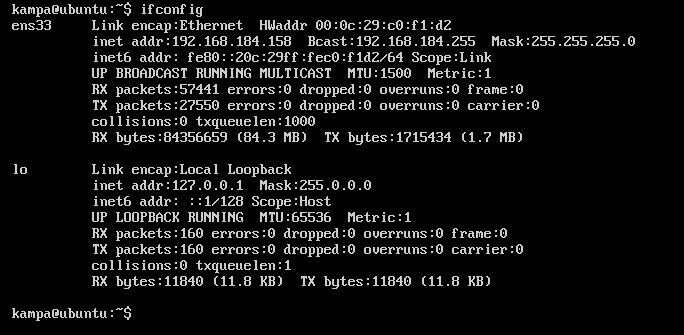 kampa@ubuntu:~$ ifconfig
ens33     Link encap:Ethernet  HWaddr 00:0c:29:c0:f1:d2
          inet addr:192.168.184.158  Bcast:192.168.184.255  Mask:255.255.255.0
          inet6 addr: fe80::20c:29ff:fec0:f1d2/64 Scope:Link
          UP BROADCAST RUNNING MULTICAST  MTU:1500  Metric:1
          RX packets:57441 errors:0 dropped:0 overruns:0 frame:0
          TX packets:27550 errors:0 dropped:0 overruns:0 carrier:0
          collisions:0 txqueuelen:1000
          RX bytes:84356659 (84.3 MB)  TX bytes:1715434 (1.7 MB)
lo        Link encap:Local Loopback
          inet addr:127.0.0.1  Mask:255.0.0.0
          inet6 addr: ::1/128 Scope:Host
          UP LOOPBACK RUNNING  MTU:65536  Metric:1
          RX packets:160 errors:0 dropped:0 overruns:0 frame:0
          TX packets:160 errors:0 dropped:0 overruns:0 carrier:0
          collisions:0 txqueuelen:1
          RX bytes:11840 (11.8 KB)  TX bytes:11840 (11.8 KB)
kampa@ubuntu:~$